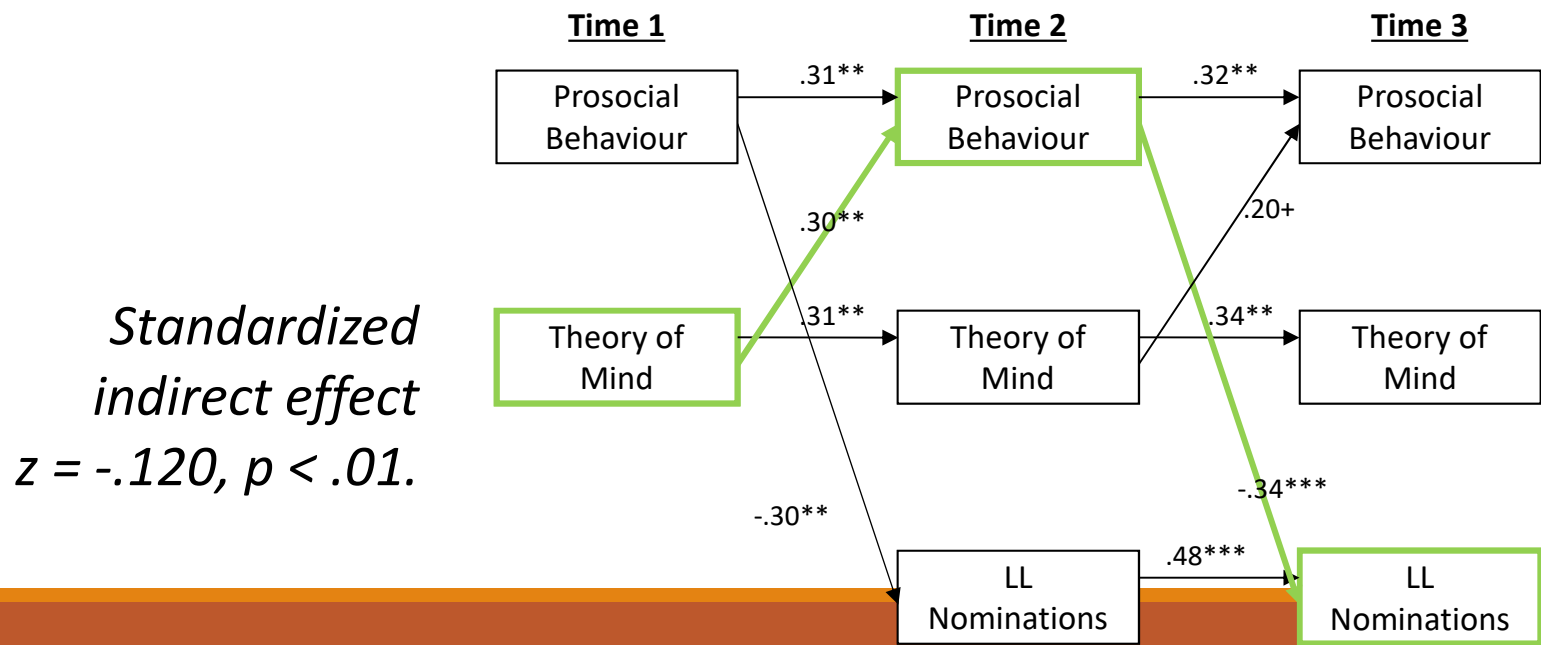 Time 1
Time 2
Time 3
Prosocial
Behaviour
.31**
Prosocial
Behaviour
.32**
Prosocial
Behaviour
.30**
.20+
Standardized
indirect effect
z = -.120, p < .01.
Theory of
Mind
.31**
Theory of
Mind
.34**
Theory of
Mind
-.30**
-.34***
LL
Nominations
.48***
LL
Nominations